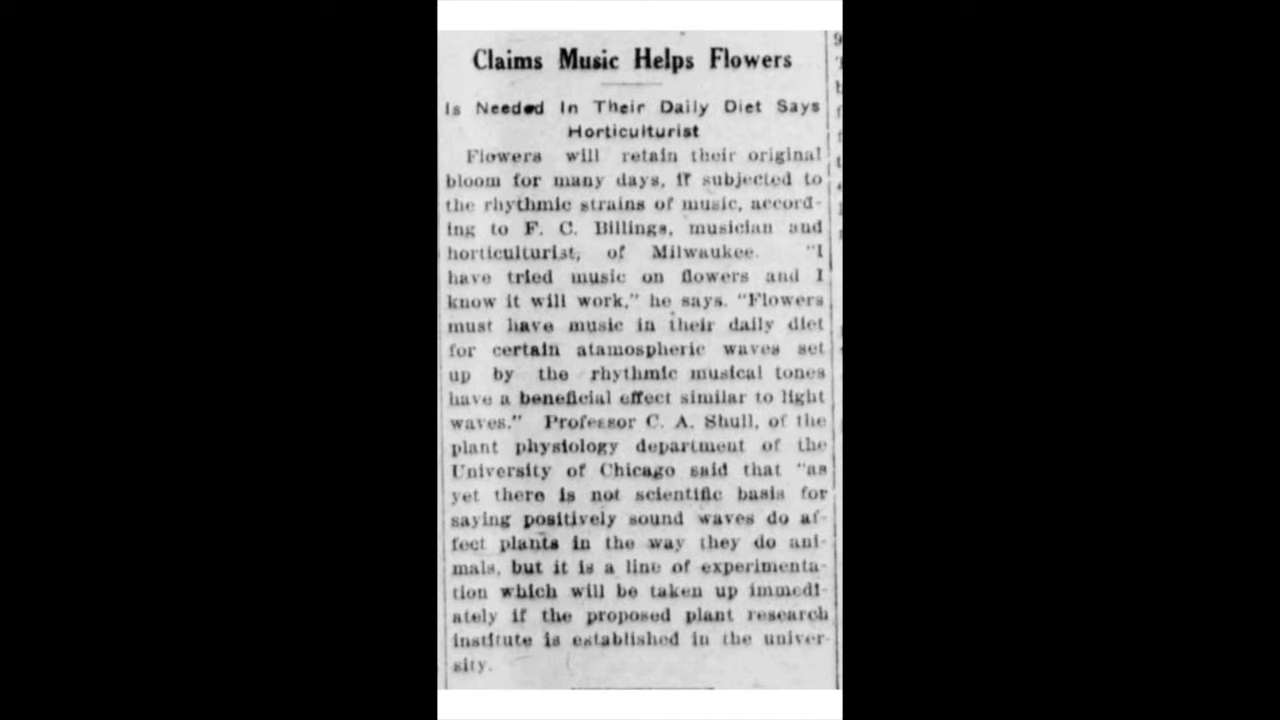 Claims Music Helps Flowers
Is Needed In Their Daily Diet Says
Horticulturist
Flowers will retain their original
bloom for many days, if subjected to
the rhythmic strains of music, accord-
ing to F. C. Billings, musician and
horticulturist, of Milwaukee. "I
have tried music on flowers and I
know it will work," he says. "Flowers
must have music in their daily diet
for certain atamospheric waves set
up by the rhythmic musical tones
have a beneficial effect similar to light
waves." Professor C. A. Shull, of the
plant physiology department of the
University of Chicago said that "as
yet there is not scientific basis for
saying positively sound waves do af-
fect plants in the way they do ani-
mals, but it is a line of experimenta-
tion which will be taken up immedi-
ately if the proposed plant research
institute is established in the univer-
sity.